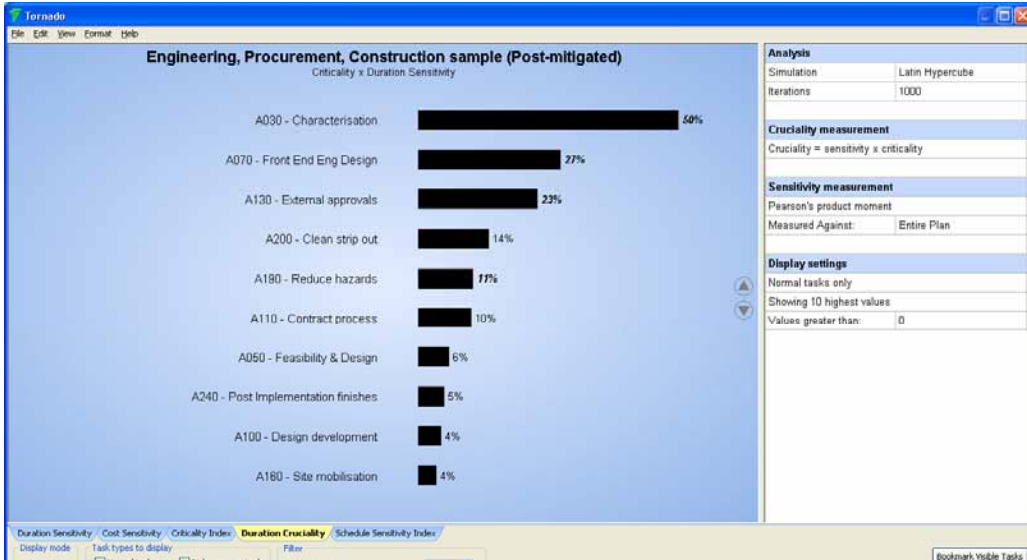 Tornado
File Edit View Format Help
Engineering, Procurement, Construction sample (Post-mitigated)
Criticality x Duration Sensitivity
A030 - Characterisation 50%
A070 - Front End Eng Design 27%
A130 - External approvals 23%
A200 - Clean strip out 14%
A190 - Reduce hazards 11%
A110 - Contract process 10%
A050 - Feasibility & Design 6%
A240 - Post Implementation finishes 5%
A100 - Design development 4%
A160 - Site mobilisation 4%
Analysis
Simulation Latin Hypercube
Iterations 1000
Cruciality measurement
Cruciality = sensitivity x criticality
Sensitivity measurement
Pearson's product moment
Measured Against: Entire Plan
Display settings
Normal tasks only
Showing 10 highest values
Values greater than: 0
Duration Sensitivity Cost Sensitivity Criticality Index Duration Cruciality Schedule Sensitivity Index
Display mode Task types to display Filter
Bookmark Visible Tasks